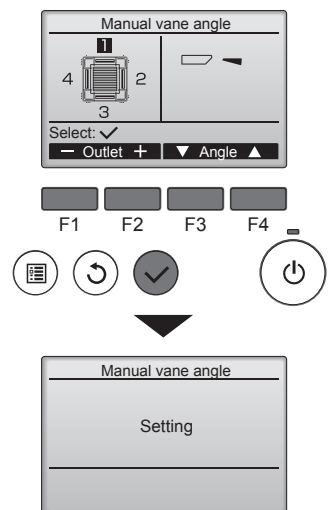 Manual vane angle
1
4 2
3
Select: ✓
− Outlet + ▼ Angle ▲
F1 F2 F3 F4
Manual vane angle
Setting